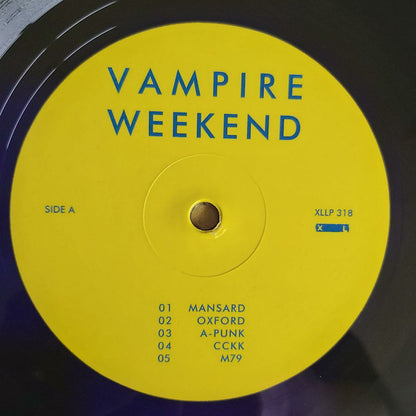 VAMPIRE
WEEKEND
SIDE A
XLLP 318
X L
01 MANSARD
02 OXFORD
03 A-PUNK
04 CCKK
05 M79